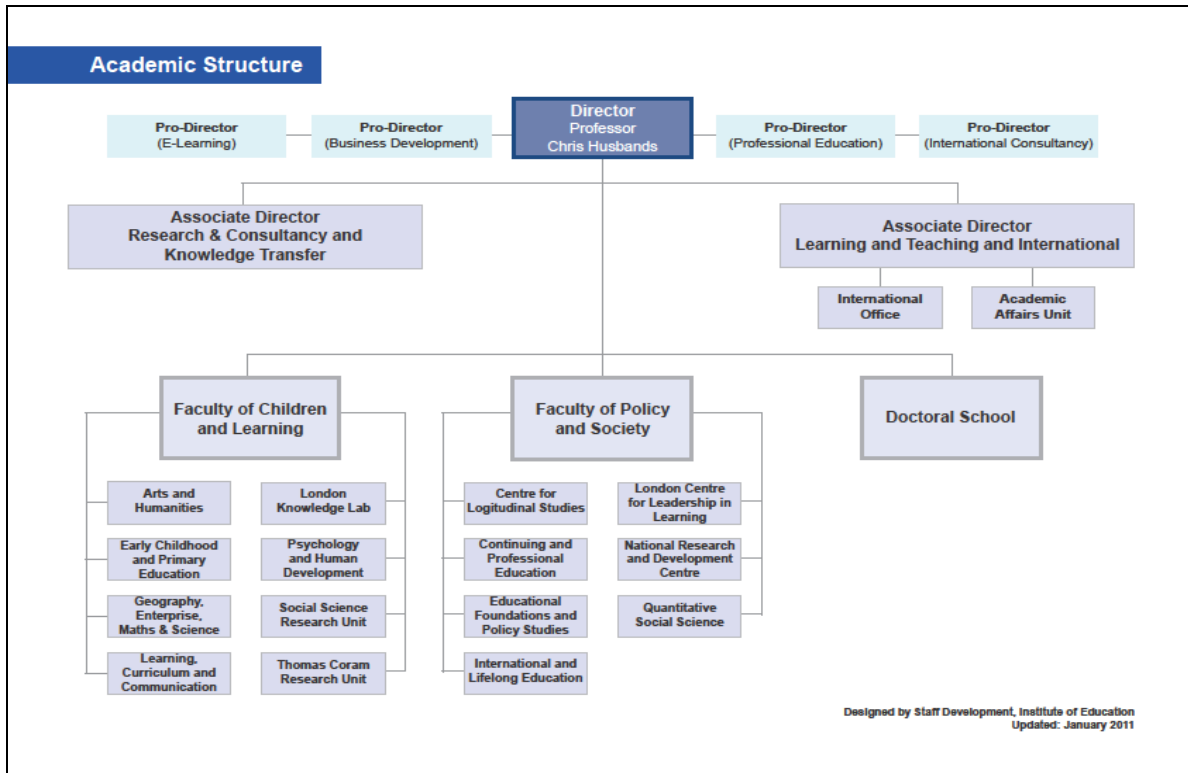 Academic Structure
Director
Professor
Chris Husbands
Pro-Director
(E-Learning)
Pro-Director
(Business Development)
Pro-Director
(Professional Education)
Pro-Director
(International Consultancy)
Associate Director
Research & Consultancy and
Knowledge Transfer
Associate Director
Learning and Teaching and International
International
Office
Academic
Affairs Unit
Faculty of Children
and Learning
Faculty of Policy
and Society
Doctoral School
Arts and
Humanities
London
Knowledge Lab
Early Childhood
and Primary
Education
Psychology
and Human
Development
Geography,
Enterprise,
Maths & Science
Social Science
Research Unit
Learning,
Curriculum and
Communication
Thomas Coram
Research Unit
Centre for
Logitudinal Studies
London Centre
for Leadership in
Learning
Continuing and
Professional
Education
National Research
and Development
Centre
Educational
Foundations and
Policy Studies
Quantitative
Social Science
International and
Lifelong Education
Designed by Staff Development, Institute of Education
Updated: January 2011